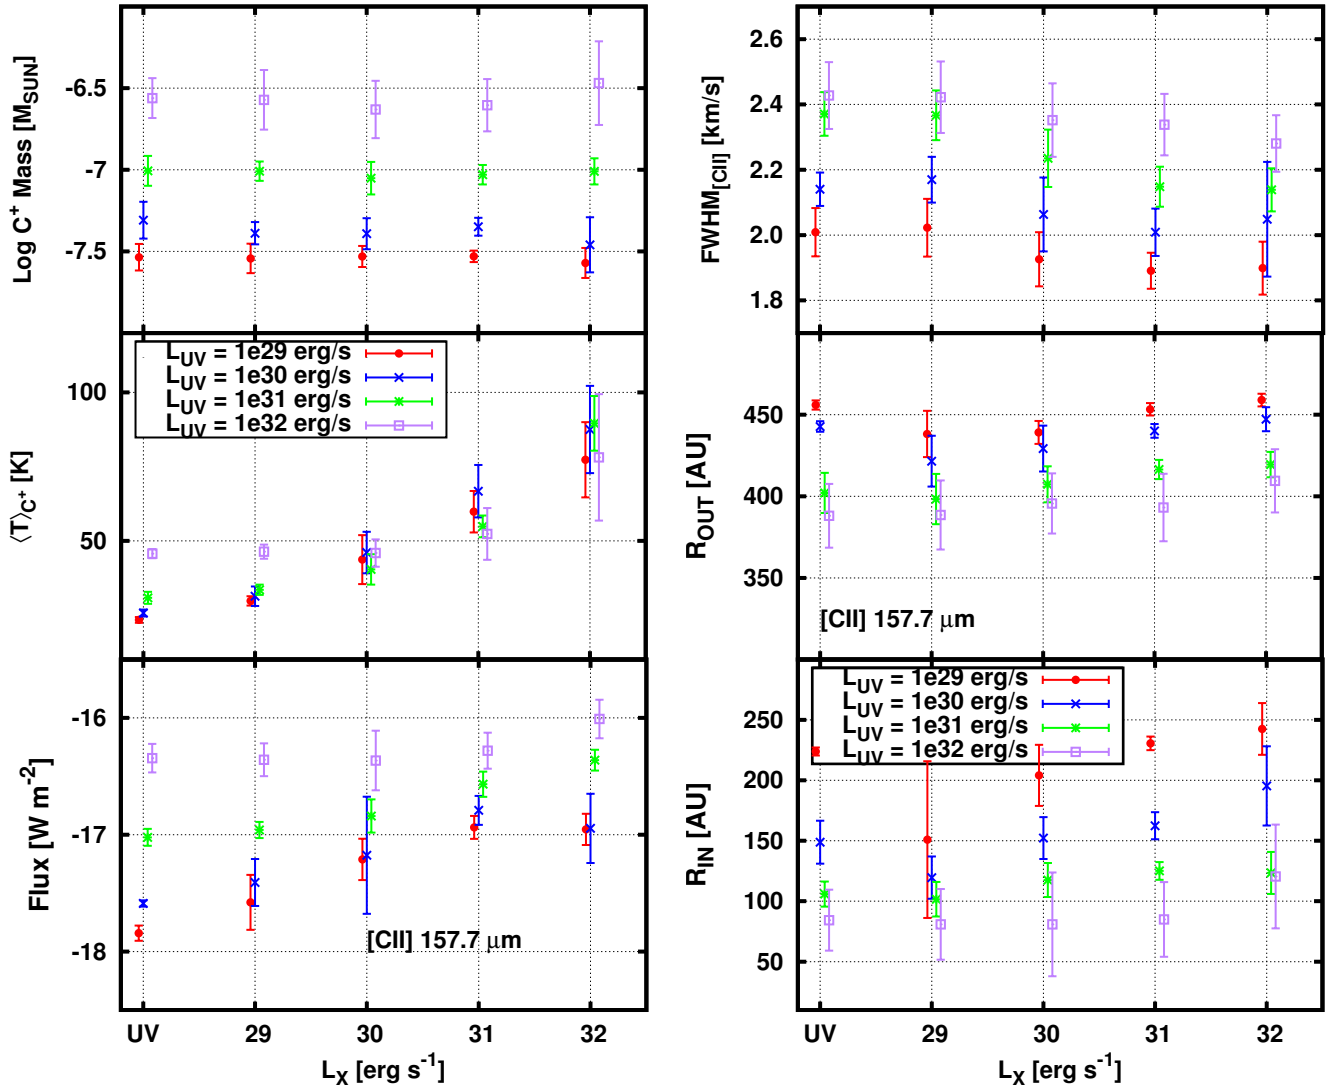 Log C⁺ Mass [M_SUN]
-6.5
-7
-7.5
⟨T⟩_C⁺ [K]
100
50
L_UV = 1e29 erg/s
L_UV = 1e30 erg/s
L_UV = 1e31 erg/s
L_UV = 1e32 erg/s
Flux [W m⁻²]
-16
-17
-18
[CII] 157.7 μm
UV 29 30 31 32
L_X [erg s⁻¹]
FWHM_[CII] [km/s]
2.6
2.4
2.2
2.0
1.8
R_OUT [AU]
450
400
350
[CII] 157.7 μm
R_IN [AU]
250
200
150
100
50
L_UV = 1e29 erg/s
L_UV = 1e30 erg/s
L_UV = 1e31 erg/s
L_UV = 1e32 erg/s
UV 29 30 31 32
L_X [erg s⁻¹]